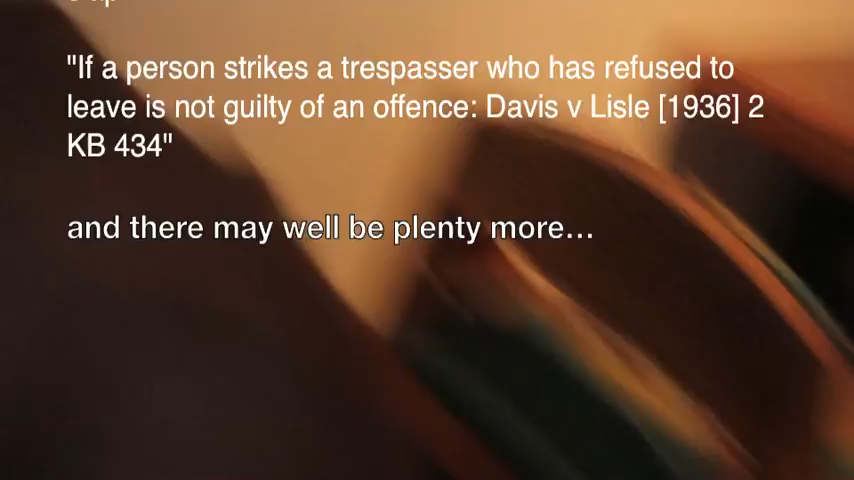 "If a person strikes a trespasser who has refused to
leave is not guilty of an offence: Davis v Lisle [1936] 2
KB 434"
and there may well be plenty more...